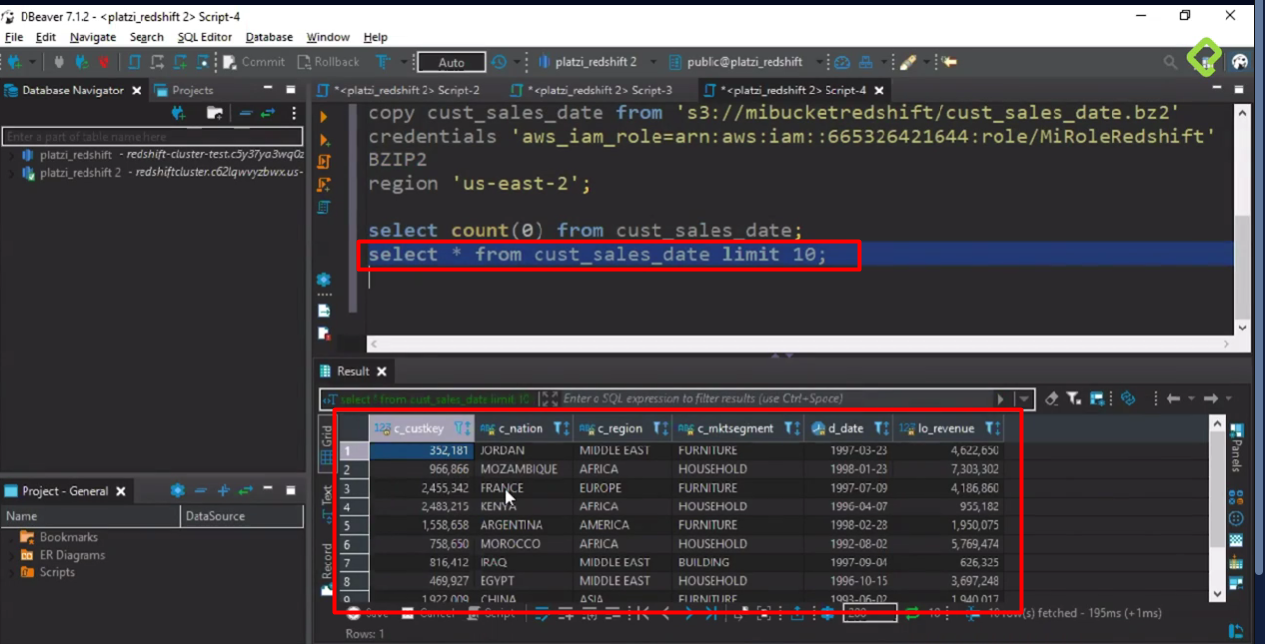 DBeaver 7.1.2 - <platzi_redshift 2> Script-4
File Edit Navigate Search SQL Editor Database Window Help
Commit Rollback Auto platzi_redshift 2 public@platzi_redshift
Database Navigator Projects
*<platzi_redshift 2> Script-2 *<platzi_redshift 2> Script-3 *<platzi_redshift 2> Script-4
Enter a part of table name here
platzi_redshift - redshift-cluster-test.c5y37ya3wq0z
platzi_redshift 2 - redshiftcluster.c62lqwvyzbwx.us-
copy cust_sales_date from 's3://mibucketredshift/cust_sales_date.bz2'
credentials 'aws_iam_role=arn:aws:iam::665326421644:role/MiRoleRedshift'
BZIP2
region 'us-east-2';
select count(0) from cust_sales_date;
select * from cust_sales_date limit 10;
Project - General
Name DataSource
Bookmarks
ER Diagrams
Scripts
Result
select * from cust_sales_date limit 10 Enter a SQL expression to filter results (use Ctrl+Space)
Grid
Text
Record
Panels
123 c_custkey ABC c_nation ABC c_region ABC c_mktsegment d_date 123 lo_revenue
1 352,181 JORDAN MIDDLE EAST FURNITURE 1997-03-23 4,622,650
2 966,866 MOZAMBIQUE AFRICA HOUSEHOLD 1998-01-23 7,303,302
3 2,455,342 FRANCE EUROPE FURNITURE 1997-07-09 4,186,860
4 2,483,215 KENYA AFRICA HOUSEHOLD 1996-04-07 955,182
5 1,558,658 ARGENTINA AMERICA FURNITURE 1998-02-28 1,950,075
6 758,650 MOROCCO AFRICA HOUSEHOLD 1992-08-02 5,769,474
7 816,412 IRAQ MIDDLE EAST BUILDING 1997-09-04 626,325
8 469,927 EGYPT MIDDLE EAST HOUSEHOLD 1996-10-15 3,697,248
9 1,922,009 CHINA ASIA FURNITURE 1993-06-02 1,940,017
Save Cancel Script 200 10 10 row(s) fetched - 195ms (+1ms)
Rows: 1